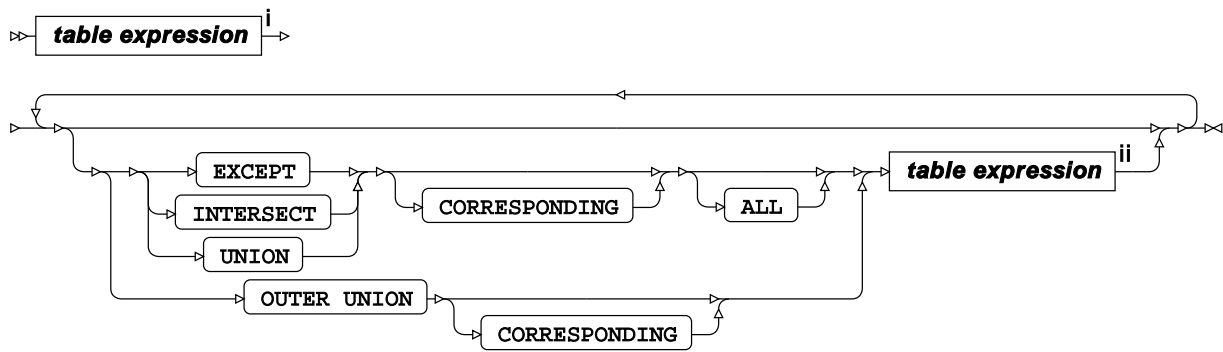 table expression i
table expression ii
EXCEPT
CORRESPONDING
ALL
INTERSECT
UNION
OUTER UNION
CORRESPONDING